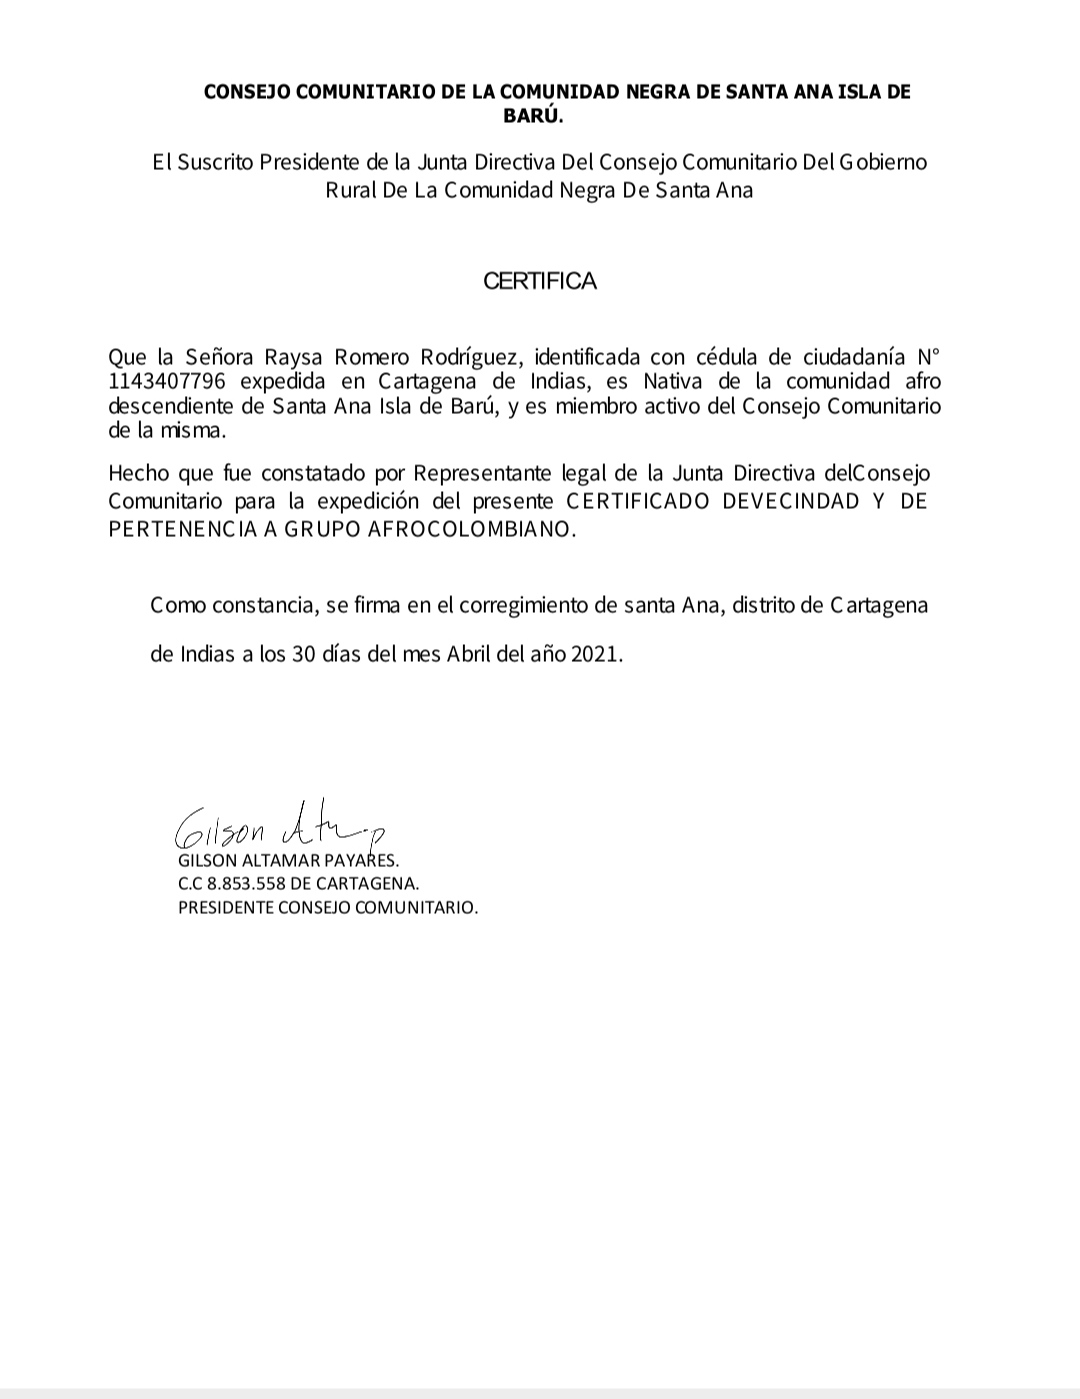 CONSEJO COMUNITARIO DE LA COMUNIDAD NEGRA DE SANTA ANA ISLA DE
BARÚ.
El Suscrito Presidente de la Junta Directiva Del Consejo Comunitario Del Gobierno
Rural De La Comunidad Negra De Santa Ana
CERTIFICA
Que la Señora Raysa Romero Rodríguez, identificada con cédula de ciudadanía N°
1143407796 expedida en Cartagena de Indias, es Nativa de la comunidad afro
descendiente de Santa Ana Isla de Barú, y es miembro activo del Consejo Comunitario
de la misma.
Hecho que fue constatado por Representante legal de la Junta Directiva delConsejo
Comunitario para la expedición del presente CERTIFICADO DEVECINDAD Y DE
PERTENENCIA A GRUPO AFROCOLOMBIANO.
Como constancia, se firma en el corregimiento de santa Ana, distrito de Cartagena
de Indias a los 30 días del mes Abril del año 2021.
Gilson
GILSON ALTAMAR PAYARES.
C.C 8.853.558 DE CARTAGENA.
PRESIDENTE CONSEJO COMUNITARIO.